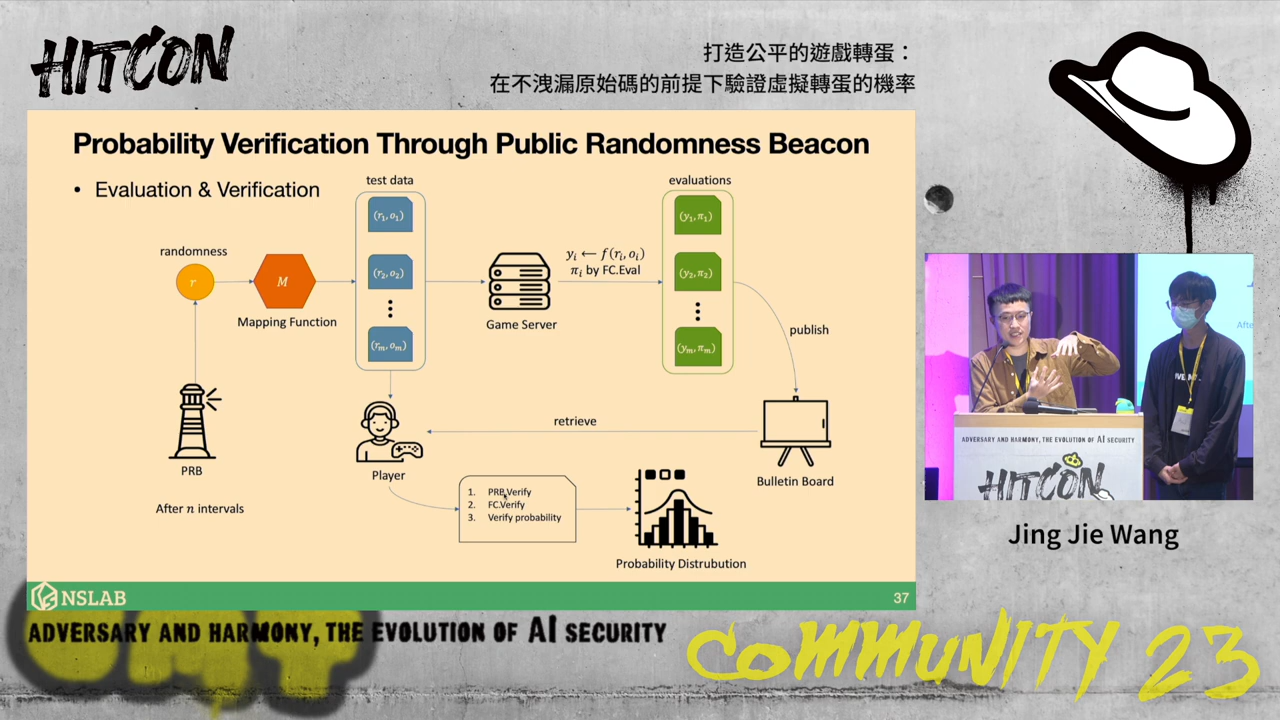 HITCON
打造公平的遊戲轉蛋：
在不洩漏原始碼的前提下驗證虛擬轉蛋的機率
Probability Verification Through Public Randomness Beacon
• Evaluation & Verification
test data
evaluations
randomness
r
M
Mapping Function
(r₁, o₁)
(r₂, o₂)
⋮
(rₘ, oₘ)
Game Server
yᵢ ← f(rᵢ, oᵢ)
πᵢ by FC.Eval
(y₁, π₁)
(y₂, π₂)
⋮
(yₘ, πₘ)
publish
PRB
After n intervals
Player
retrieve
Bulletin Board
1. PRB.Verify
2. FC.Verify
3. Verify probability
Probability Distrubution
NSLAB
37
ADVERSARY AND HARMONY, THE EVOLUTION OF AI SECURITY
HITCON
Jing Jie Wang
ADVERSARY AND HARMONY, THE EVOLUTION OF AI SECURITY
COMMUNITY 23